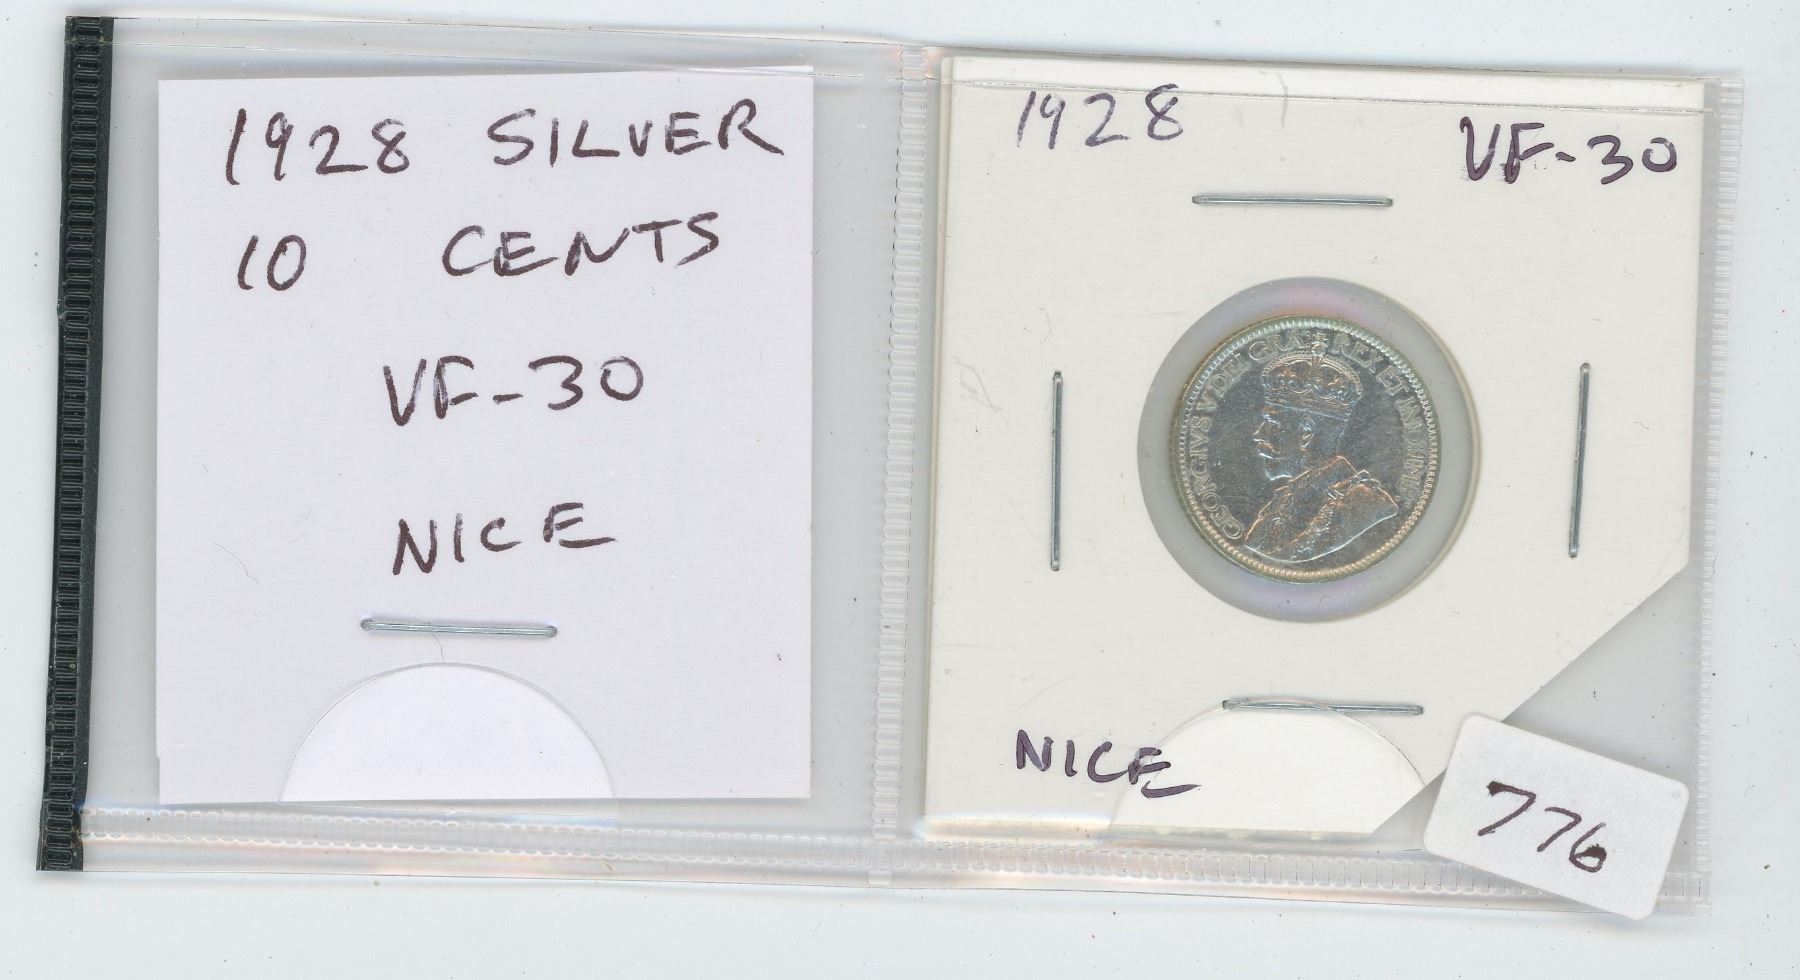 1928 SILVER
10 CENTS
VF-30
NICE
1928
VF-30
GEORGIVS V DEI GRA: REX ET IND:IMP:
NICE
776